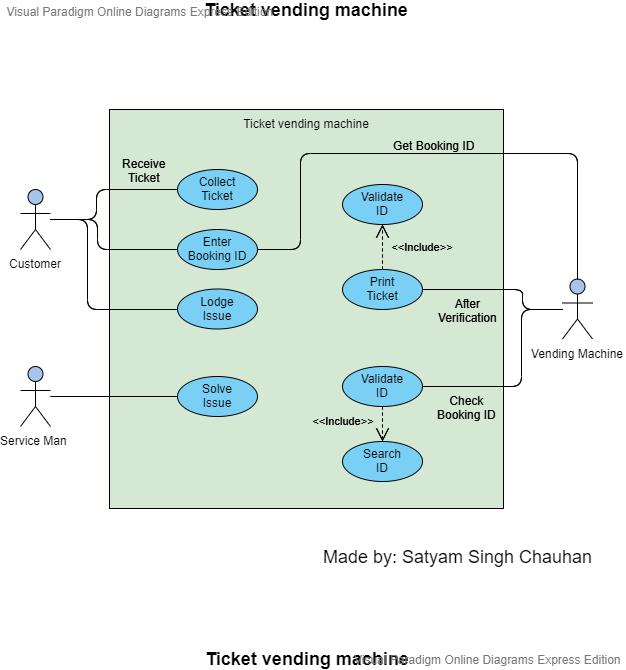 Ticket vending machine
Visual Paradigm Online Diagrams Express Edition
Ticket vending machine
Get Booking ID
Receive
Ticket
Collect
Ticket
Validate
ID
Customer
Enter
Booking ID
<<Include>>
Print
Ticket
Lodge
Issue
After
Verification
Vending Machine
Service Man
Solve
Issue
Validate
ID
Check
Booking ID
<<Include>>
Search
ID
Made by: Satyam Singh Chauhan
Ticket vending machine
Visual Paradigm Online Diagrams Express Edition